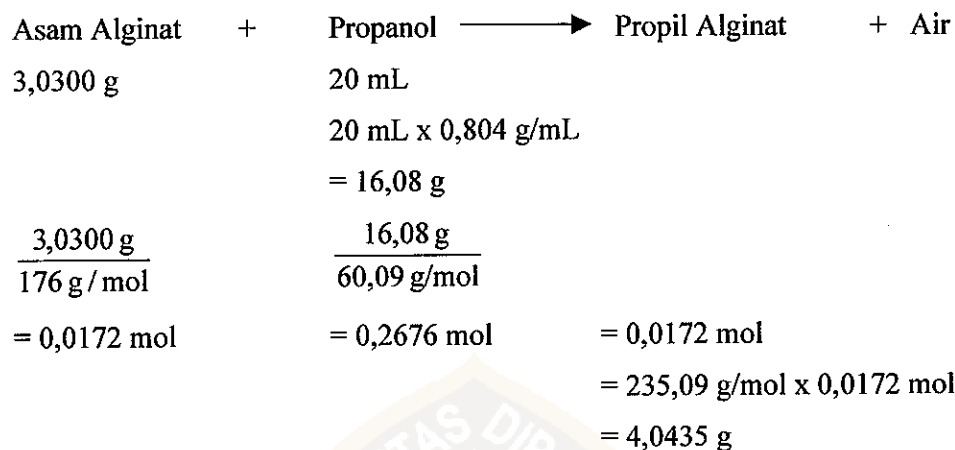 Asam Alginat + Propanol ⟶ Propil Alginat + Air
3,0300 g 20 mL
20 mL x 0,804 g/mL
= 16,08 g
3,0300 g 16,08 g
176 g / mol 60,09 g/mol
= 0,0172 mol = 0,2676 mol = 0,0172 mol
= 235,09 g/mol x 0,0172 mol
= 4,0435 g
TAS DIP